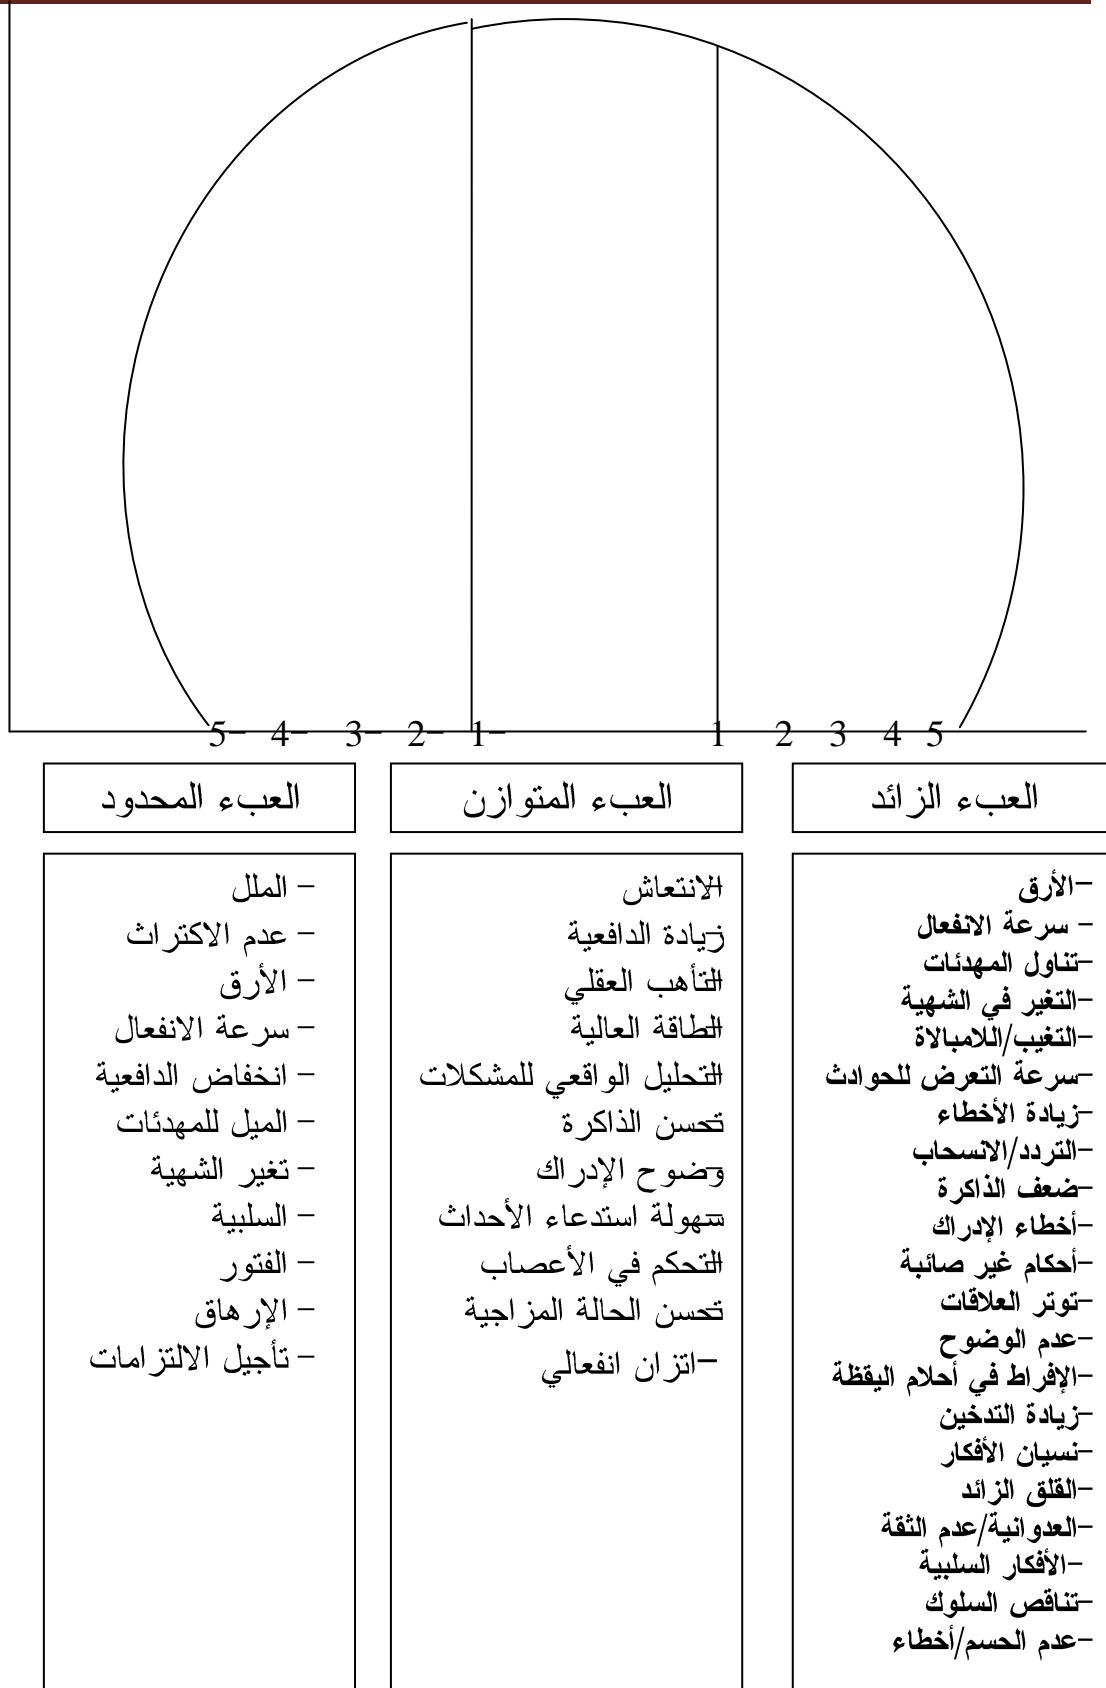 5- 4- 3- 2- 1- 1 2 3 4 5
العبء الزائد
-الأرق
- سرعة الانفعال
-تناول المهدئات
-التغير في الشهية
-التغيب/اللامبالاة
-سرعة التعرض للحوادث
-زيادة الأخطاء
-التردد/الانسحاب
-ضعف الذاكرة
-أخطاء الإدراك
-أحكام غير صائبة
-توتر العلاقات
-عدم الوضوح
-الإفراط في أحلام اليقظة
-زيادة التدخين
-نسيان الأفكار
-القلق الزائد
-العدوانية/عدم الثقة
-الأفكار السلبية
-تناقص السلوك
-عدم الحسم/أخطاء
العبء المتوازن
-الانتعاش
-زيادة الدافعية
-التأهب العقلي
-الطاقة العالية
-التحليل الواقعي للمشكلات
-تحسن الذاكرة
-وضوح الإدراك
-سهولة استدعاء الأحداث
-التحكم في الأعصاب
-تحسن الحالة المزاجية
-اتزان انفعالي
العبء المحدود
- الملل
- عدم الاكتراث
- الأرق
- سرعة الانفعال
- انخفاض الدافعية
- الميل للمهدئات
- تغير الشهية
- السلبية
- الفتور
- الإرهاق
- تأجيل الالتزامات